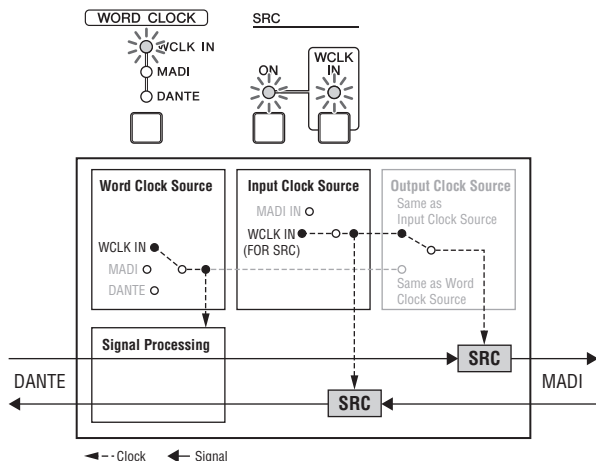 WORD CLOCK
SRC
WCLK IN
MADI
DANTE
ON
WCLK
IN
Word Clock Source
Input Clock Source
Output Clock Source
Same as
Input Clock Source
MADI IN
WCLK IN
WCLK IN
(FOR SRC)
MADI
DANTE
Same as Word
Clock Source
Signal Processing
SRC
DANTE
MADI
SRC
Clock
Signal